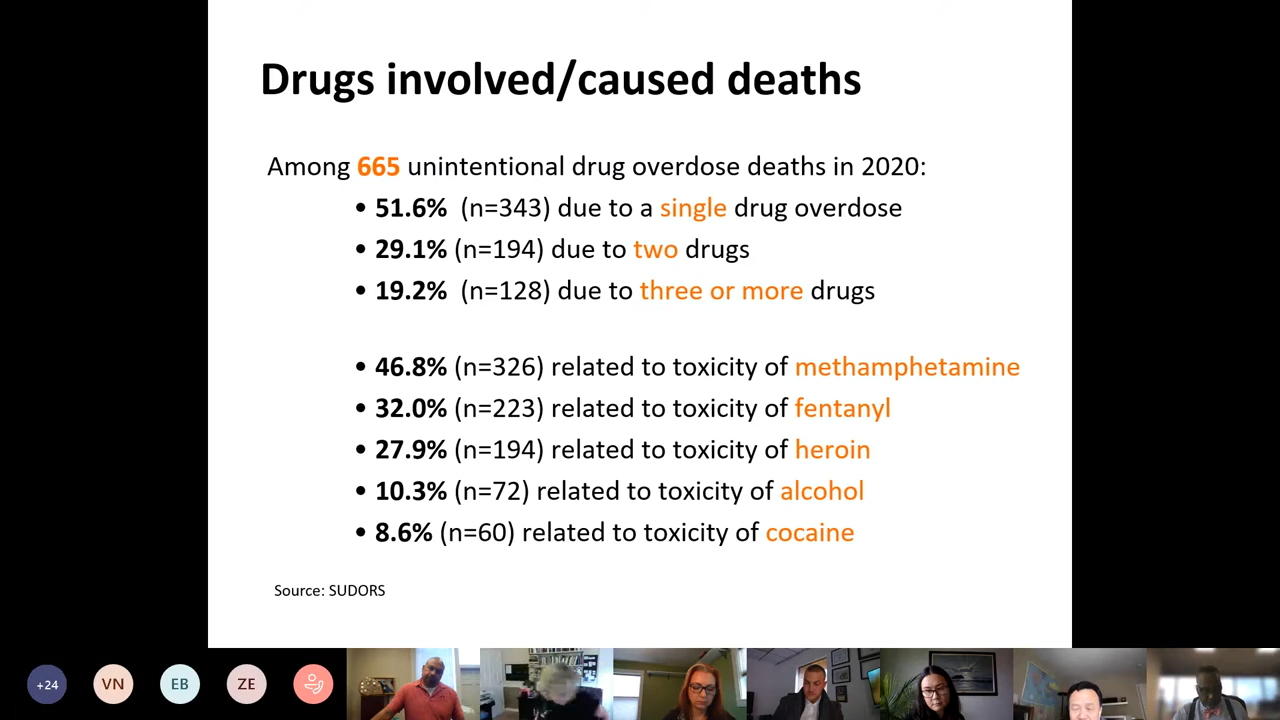 Drugs involved/caused deaths
Among 665 unintentional drug overdose deaths in 2020:
• 51.6% (n=343) due to a single drug overdose
• 29.1% (n=194) due to two drugs
• 19.2% (n=128) due to three or more drugs
• 46.8% (n=326) related to toxicity of methamphetamine
• 32.0% (n=223) related to toxicity of fentanyl
• 27.9% (n=194) related to toxicity of heroin
• 10.3% (n=72) related to toxicity of alcohol
• 8.6% (n=60) related to toxicity of cocaine
Source: SUDORS
+24 VN EB ZE